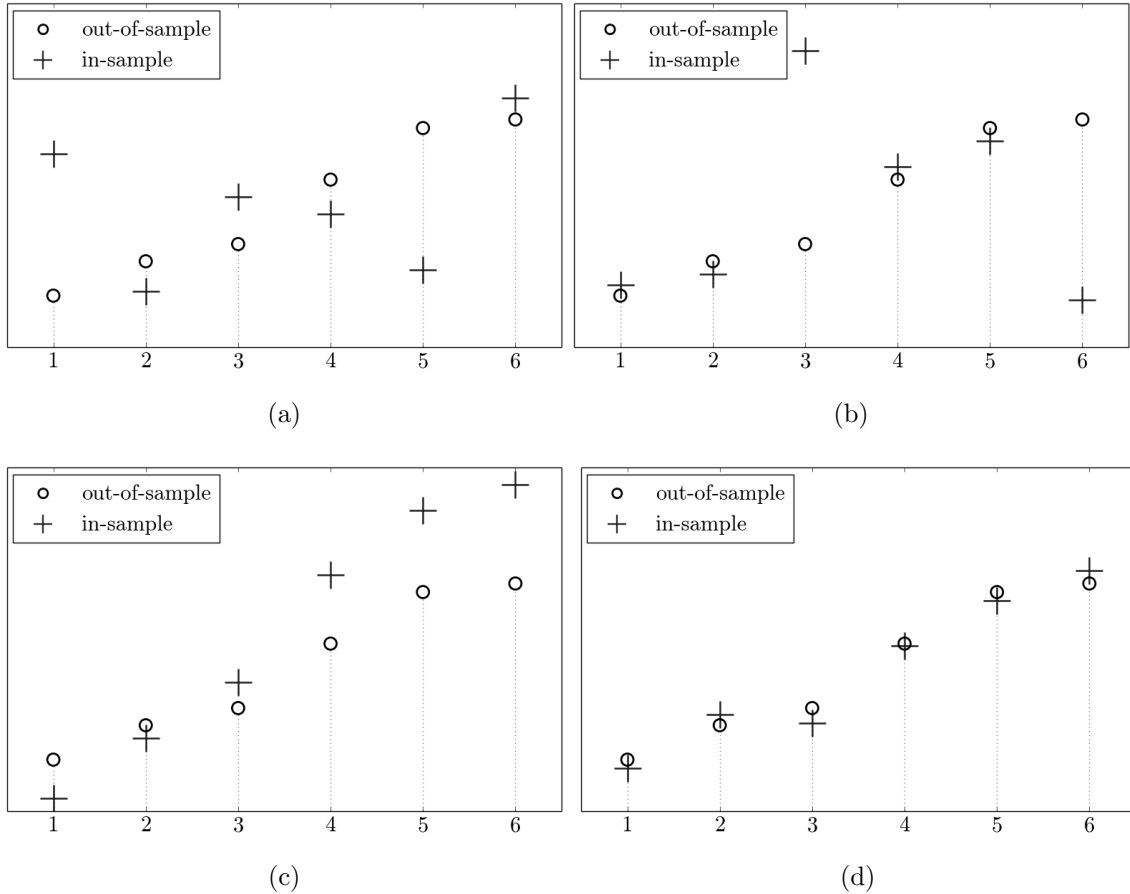 out-of-sample
in-sample
1 2 3 4 5 6
(a)
out-of-sample
in-sample
1 2 3 4 5 6
(b)
out-of-sample
in-sample
1 2 3 4 5 6
(c)
out-of-sample
in-sample
1 2 3 4 5 6
(d)